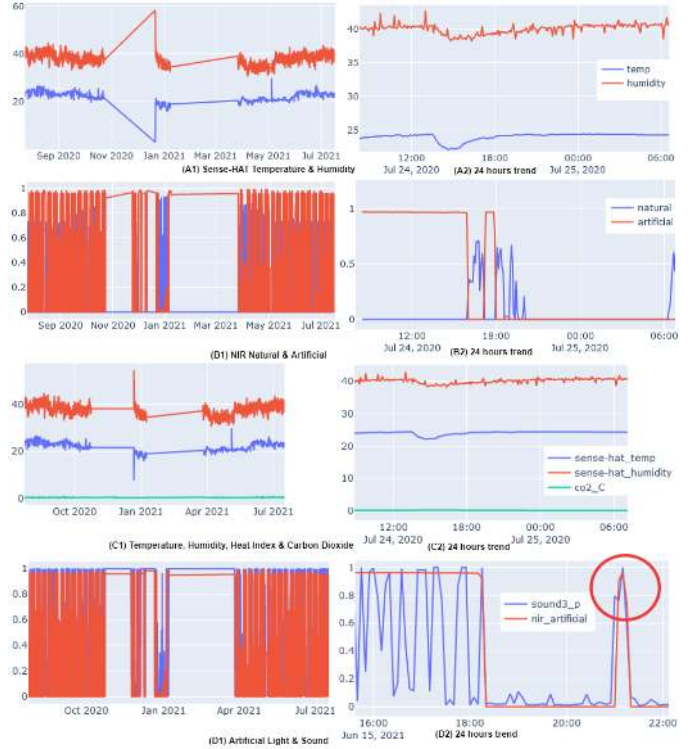 60
40
20
Sep 2020 Nov 2020 Jan 2021 Mar 2021 May 2021 Jul 2021
(A1) Sense-HAT Temperature & Humidity
40
35
30
25
temp
humidity
12:00 18:00 00:00 06:00
Jul 24, 2020 Jul 25, 2020
(A2) 24 hours trend
1
0.8
0.6
0.4
0.2
0
Sep 2020 Nov 2020 Jan 2021 Mar 2021 May 2021 Jul 2021
(D1) NIR Natural & Artificial
1
0.5
0
natural
artificial
12:00 18:00 00:00 06:00
Jul 24, 2020 Jul 25, 2020
(B2) 24 hours trend
40
20
0
Oct 2020 Jan 2021 Apr 2021 Jul 2021
(C1) Temperature, Humidity, Heat Index & Carbon Dioxide
40
30
20
10
0
sense-hat_temp
sense-hat_humidity
co2_C
12:00 18:00 00:00 06:00
Jul 24, 2020 Jul 25, 2020
(C2) 24 hours trend
1
0.8
0.6
0.4
0.2
0
Oct 2020 Jan 2021 Apr 2021 Jul 2021
(D1) Artificial Light & Sound
1
0.8
0.6
0.4
0.2
0
sound3_p
nir_artificial
16:00 18:00 20:00 22:00
Jun 15, 2021
(D2) 24 hours trend